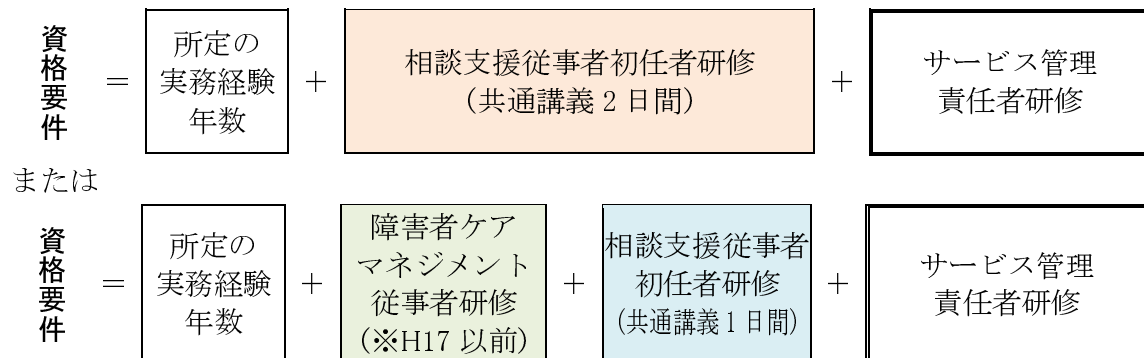 資格要件
=
所定の
実務経験
年数
+
相談支援従事者初任者研修
(共通講義 2 日間)
+
サービス管理
責任者研修
または
資格要件
=
所定の
実務経験
年数
+
障害者ケア
マネジメント
従事者研修
(※H17 以前)
+
相談支援従事者
初任者研修
(共通講義 1 日間)
+
サービス管理
責任者研修